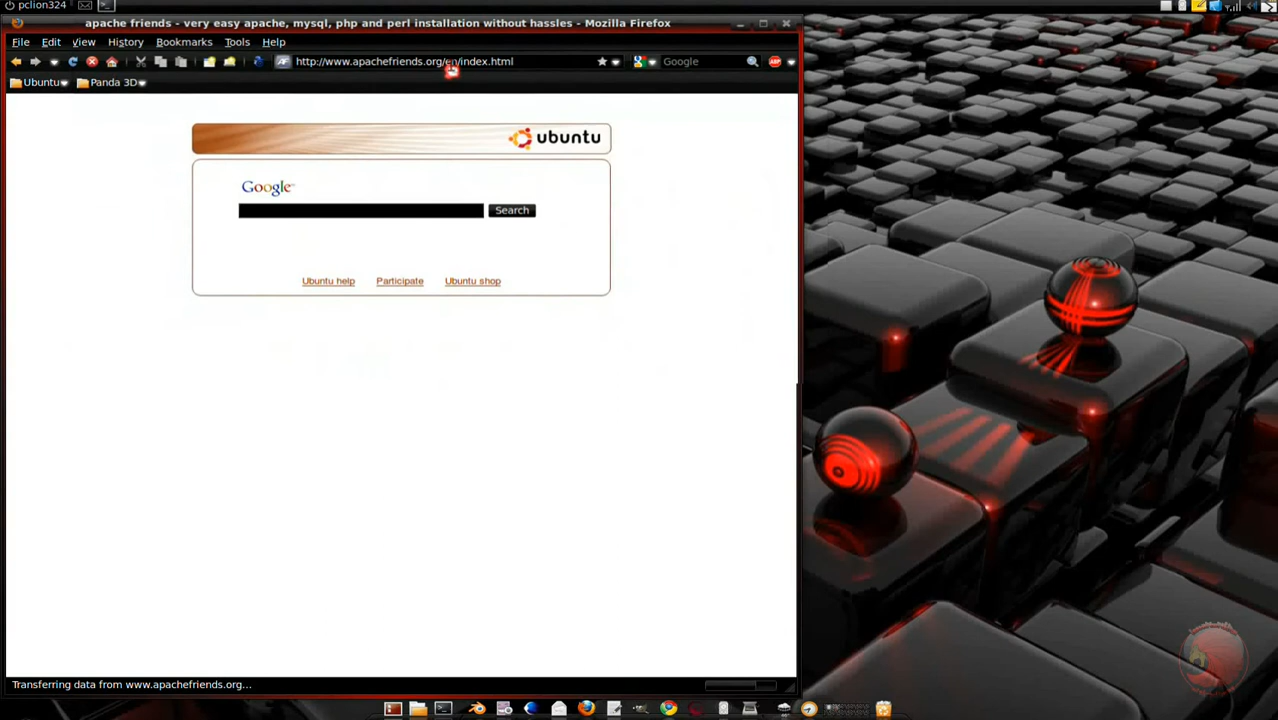 pclion324
apache friends - very easy apache, mysql, php and perl installation without hassles - Mozilla Firefox
File Edit View History Bookmarks Tools Help
http://www.apachefriends.org/en/index.html
Google
ABP
Ubuntu
Panda 3D
ubuntu
Google
Search
Ubuntu help
Participate
Ubuntu shop
Transferring data from www.apachefriends.org...